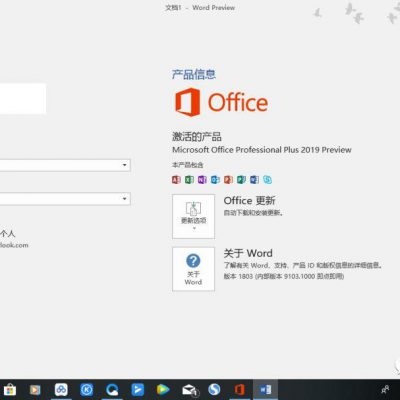 文档1 - Word Preview
产品信息
Office
激活的产品
Microsoft Office Professional Plus 2019 Preview
本产品包含
更新选项
Office 更新
自动下载和安装更新。
个人
look.com
关于 Word
关于 Word
了解有关 Word、支持、产品 ID 和版权信息的详细信息。
版本 1803 (内部版本 9103.1000 即点即用)